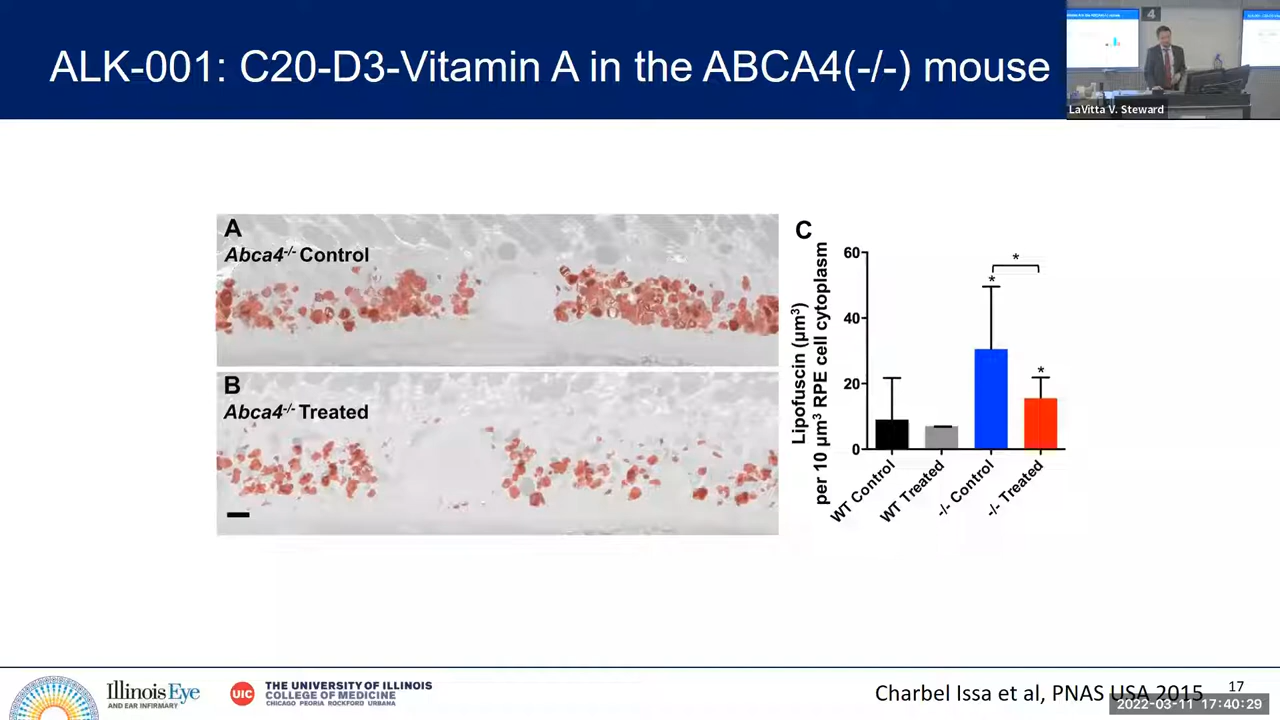 ALK-001: C20-D3-Vitamin A in the ABCA4(-/-) mouse
4
LaVitta V. Steward
A
Abca4-/- Control
B
Abca4-/- Treated
C
Lipofuscin (µm³)
per 10 µm³ RPE cell cytoplasm
60
40
20
0
*
*
*
WT Control
WT Treated
-/- Control
-/- Treated
Illinois Eye
AND EAR INFIRMARY
UIC
THE UNIVERSITY OF ILLINOIS
COLLEGE OF MEDICINE
CHICAGO PEORIA ROCKFORD URBANA
Charbel Issa et al, PNAS USA 2015
17
2022-03-11 17:40:29